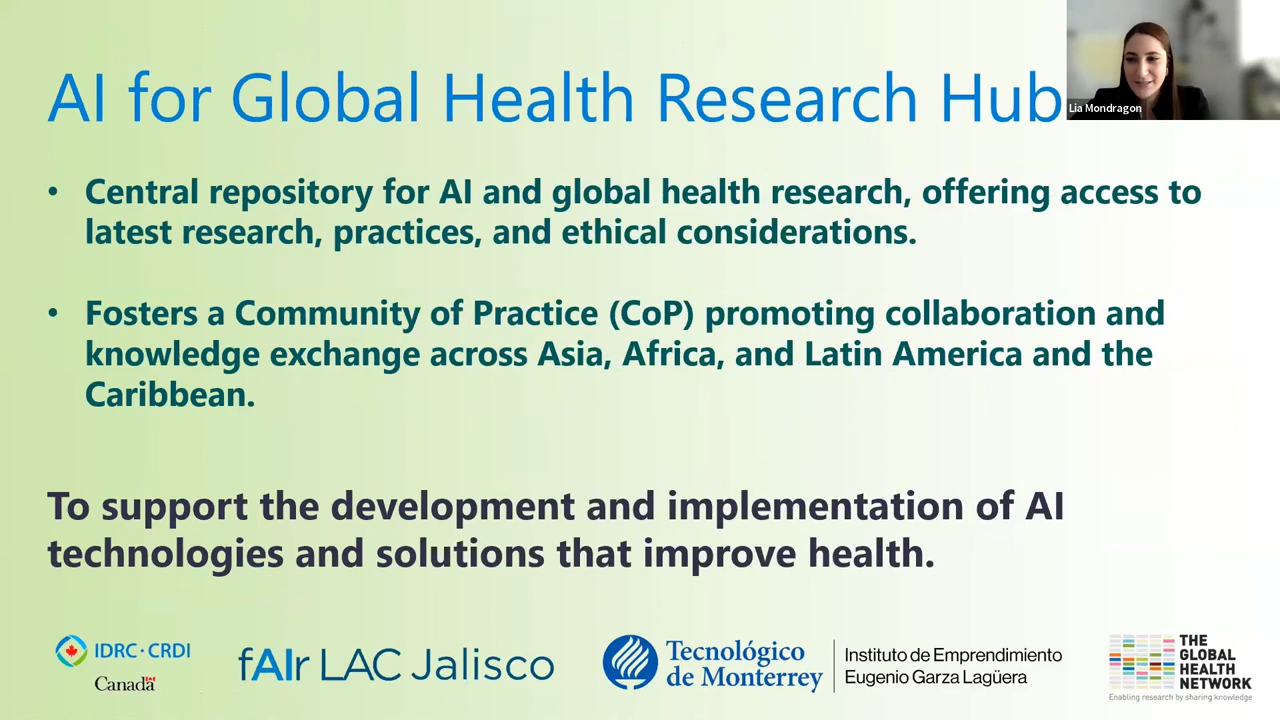 AI for Global Health Research Hub
Lia Mondragon
• Central repository for AI and global health research, offering access to
latest research, practices, and ethical considerations.
• Fosters a Community of Practice (CoP) promoting collaboration and
knowledge exchange across Asia, Africa, and Latin America and the
Caribbean.
To support the development and implementation of AI
technologies and solutions that improve health.
IDRC · CRDI
Canada
fAIr LAC Jalisco
Tecnológico
de Monterrey
Instituto de Emprendimiento
Eugenio Garza Lagüera
THE
GLOBAL
HEALTH
NETWORK
Enabling research by sharing knowledge